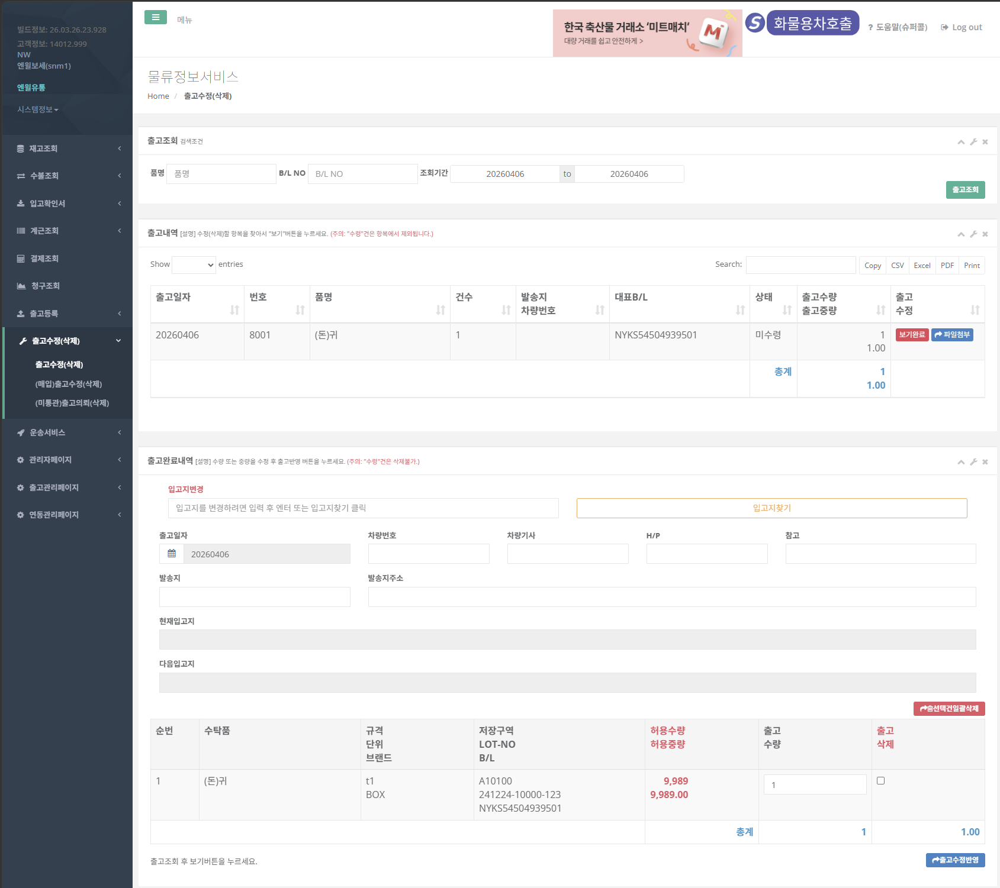 빌드정보: 26.03.26.23.928
고객정보: 14012.999
NW
엔월보세(snm1)
엔월유통
시스템정보
재고조회
수불조회
입고확인서
계근조회
결제조회
청구조회
출고등록
출고수정(삭제)
출고수정(삭제)
(매입)출고수정(삭제)
(미통관)출고의뢰(삭제)
운송서비스
관리자페이지
출고관리페이지
연동관리페이지
메뉴
한국 축산물 거래소 '미트매치'
대량 거래를 쉽고 안전하게 >
M
S 화물용차호출
? 도움말(슈퍼콜)
Log out
물류정보서비스
Home / 출고수정(삭제)
출고조회 검색조건
품명 품명 B/L NO B/L NO 조회기간 20260406 to 20260406
출고조회
출고내역 [설명] 수정(삭제)할 항목을 찾아서 "보기"버튼을 누르세요. (주의: "수령"건은 항목에서 제외됩니다.)
Show entries
Search: Copy CSV Excel PDF Print
출고일자 번호 품명 건수 발송지 대표B/L 상태 출고수량 출고
차량번호 출고중량 수정
20260406 8001 (돈)귀 1 NYKS54504939501 미수령 1 보기완료 파일첨부
1.00
총계 1
1.00
출고완료내역 [설명] 수량 또는 중량을 수정 후 출고반영 버튼을 누르세요. (주의: "수령"건은 삭제불가.)
입고지변경
입고지를 변경하려면 입력 후 엔터 또는 입고지찾기 클릭 입고지찾기
출고일자 차량번호 차량기사 H/P 참고
20260406
발송지 발송지주소
현재입고지
다음입고지
선택건일괄삭제
순번 수탁품 규격 저장구역 허용수량 출고 출고
단위 LOT-NO 허용중량 수량 삭제
브랜드 B/L
1 (돈)귀 t1 A10100 9,989 1
BOX 241224-10000-123 9,989.00
NYKS54504939501
총계 1 1.00
출고조회 후 보기버튼을 누르세요.
출고수정반영